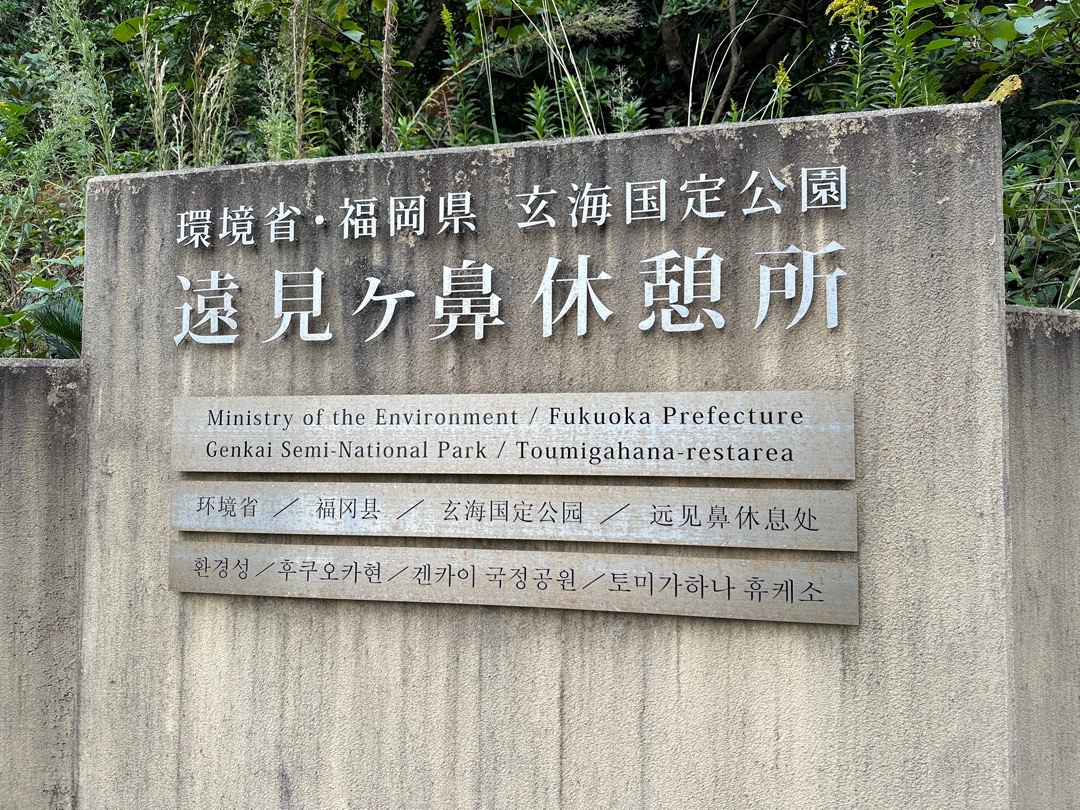 環境省・福岡県 玄海国定公園
遠見ケ鼻休憩所
Ministry of the Environment / Fukuoka Prefecture
Genkai Semi-National Park / Toumigahana-restarea
环境省 ／ 福冈县 ／ 玄海国定公园 ／ 远见鼻休息处
환경성／후쿠오카현／겐카이 국정공원／토미가하나 휴케소